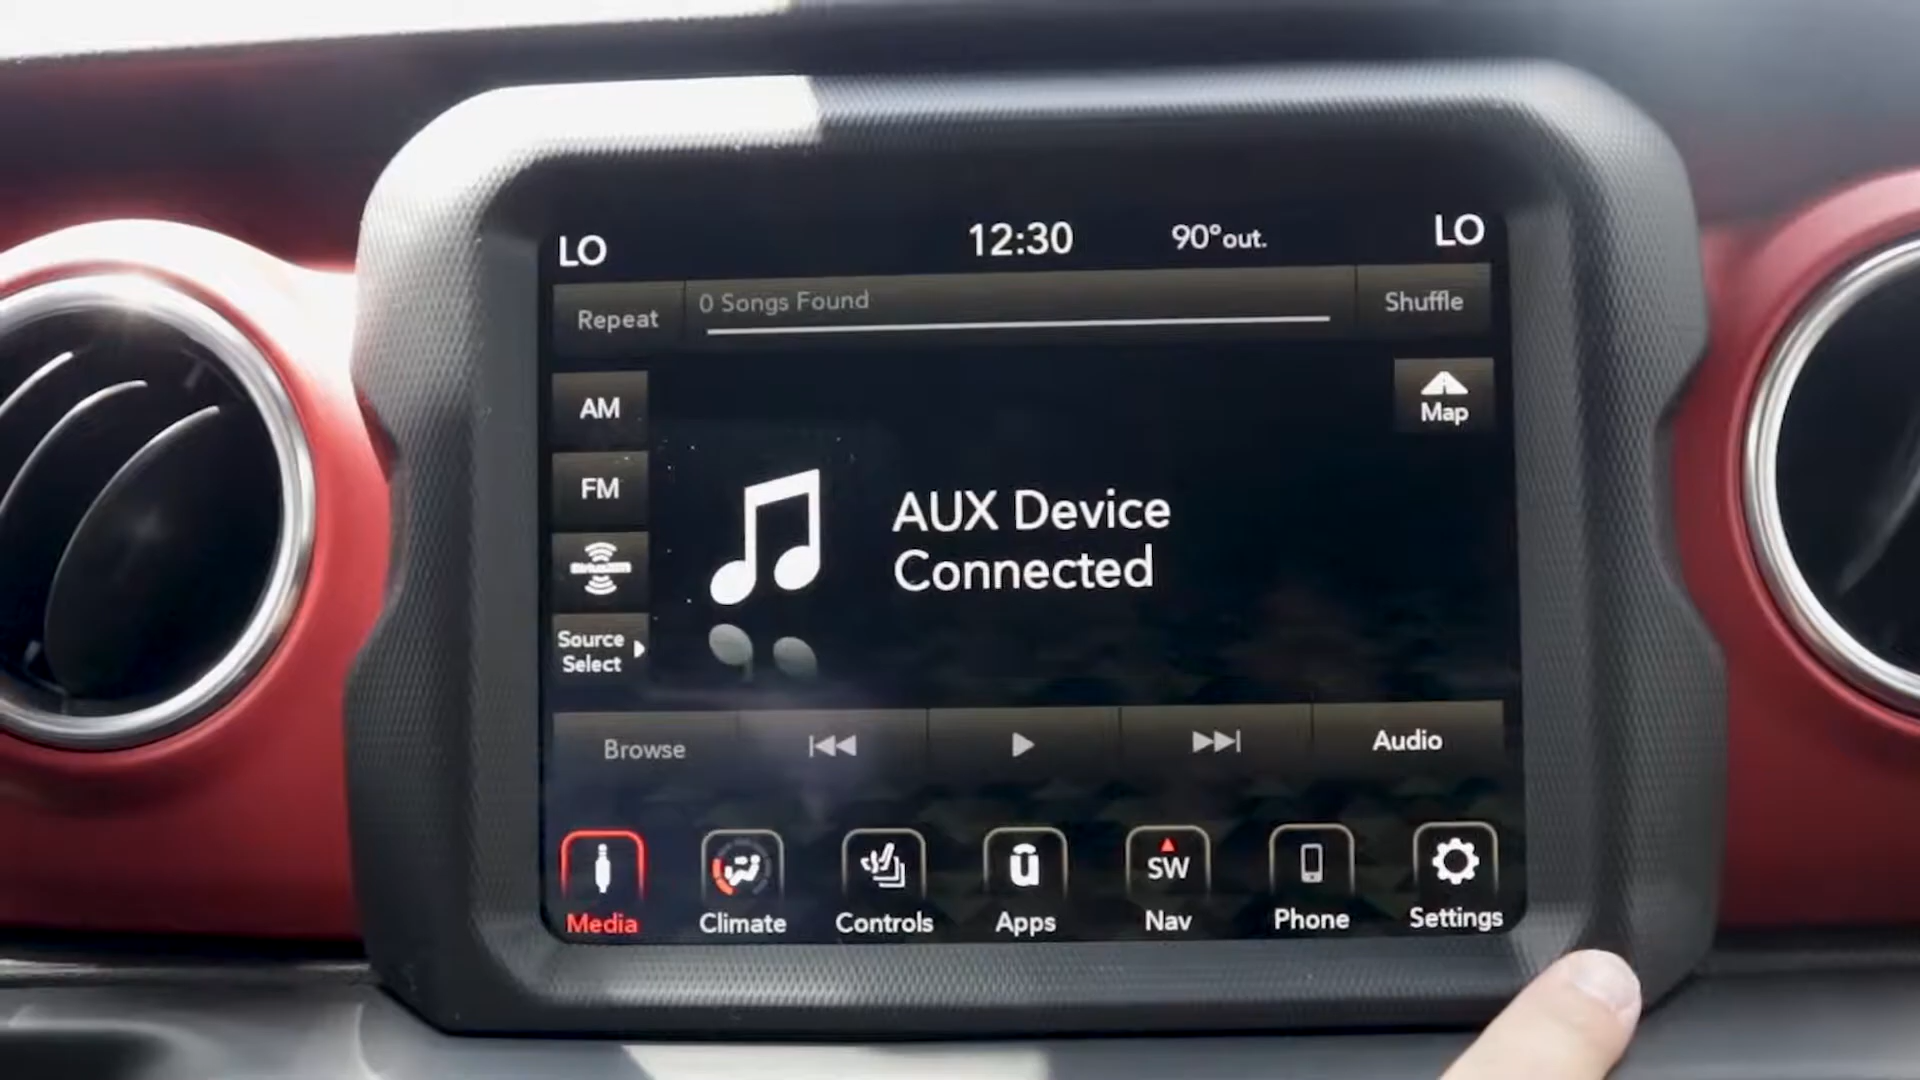 LO 12:30 90°out. LO
Repeat 0 Songs Found Shuffle
AM
Map
FM
AUX Device
Connected
SiriusXM
Source
Select
Browse Audio
SW
Media Climate Controls Apps Nav Phone Settings